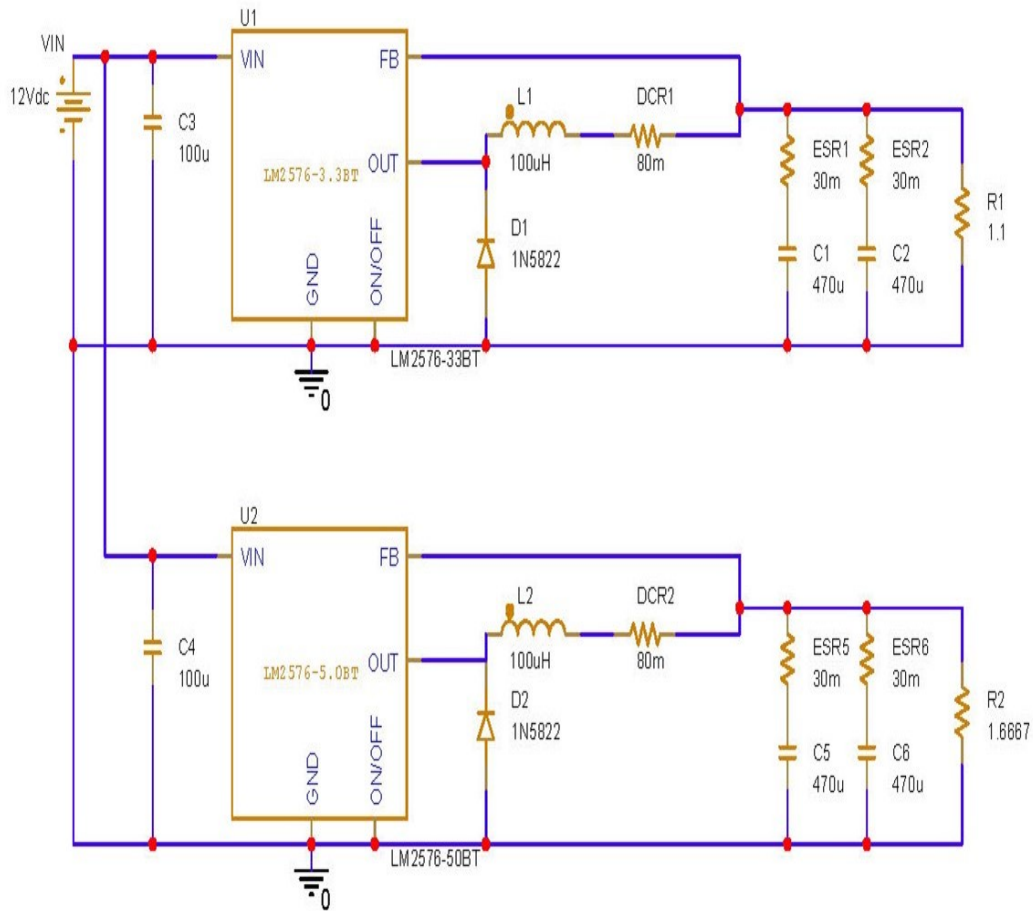 U1
VIN
VIN
FB
12Vdc
C3
100u
L1
100uH
DCR1
80m
LM2576-3.3BT
OUT
ESR1
30m
ESR2
30m
D1
1N5822
R1
1.1
C1
470u
C2
470u
GND
ON/OFF
LM2576-33BT
0
U2
VIN
FB
C4
100u
L2
100uH
DCR2
80m
LM2576-5.0BT
OUT
ESR5
30m
ESR6
30m
D2
1N5822
R2
1.6667
C5
470u
C6
470u
GND
ON/OFF
LM2576-50BT
0